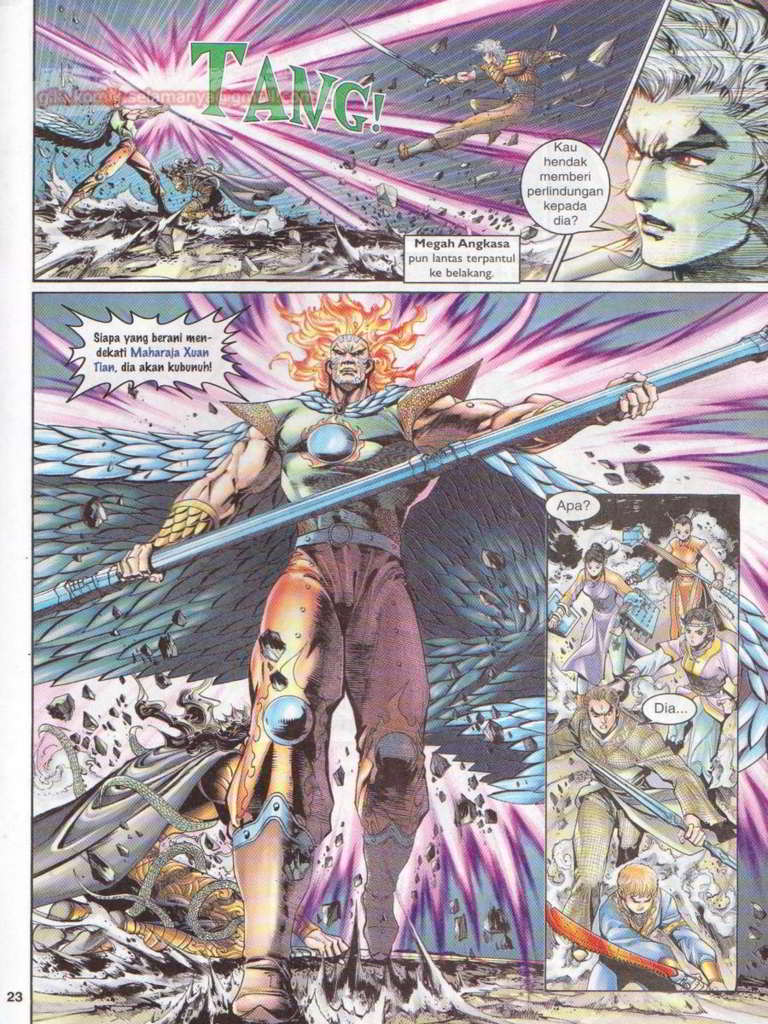 TANG!
Kau
hendak
memberi
perlindungan
kepada
dia?
Megah Angkasa
pun lantas terpantul
ke belakang.
Siapa yang berani men-
dekati Maharaja Xuan
Tian, dia akan kubunuh!
Apa?
Dia...
23